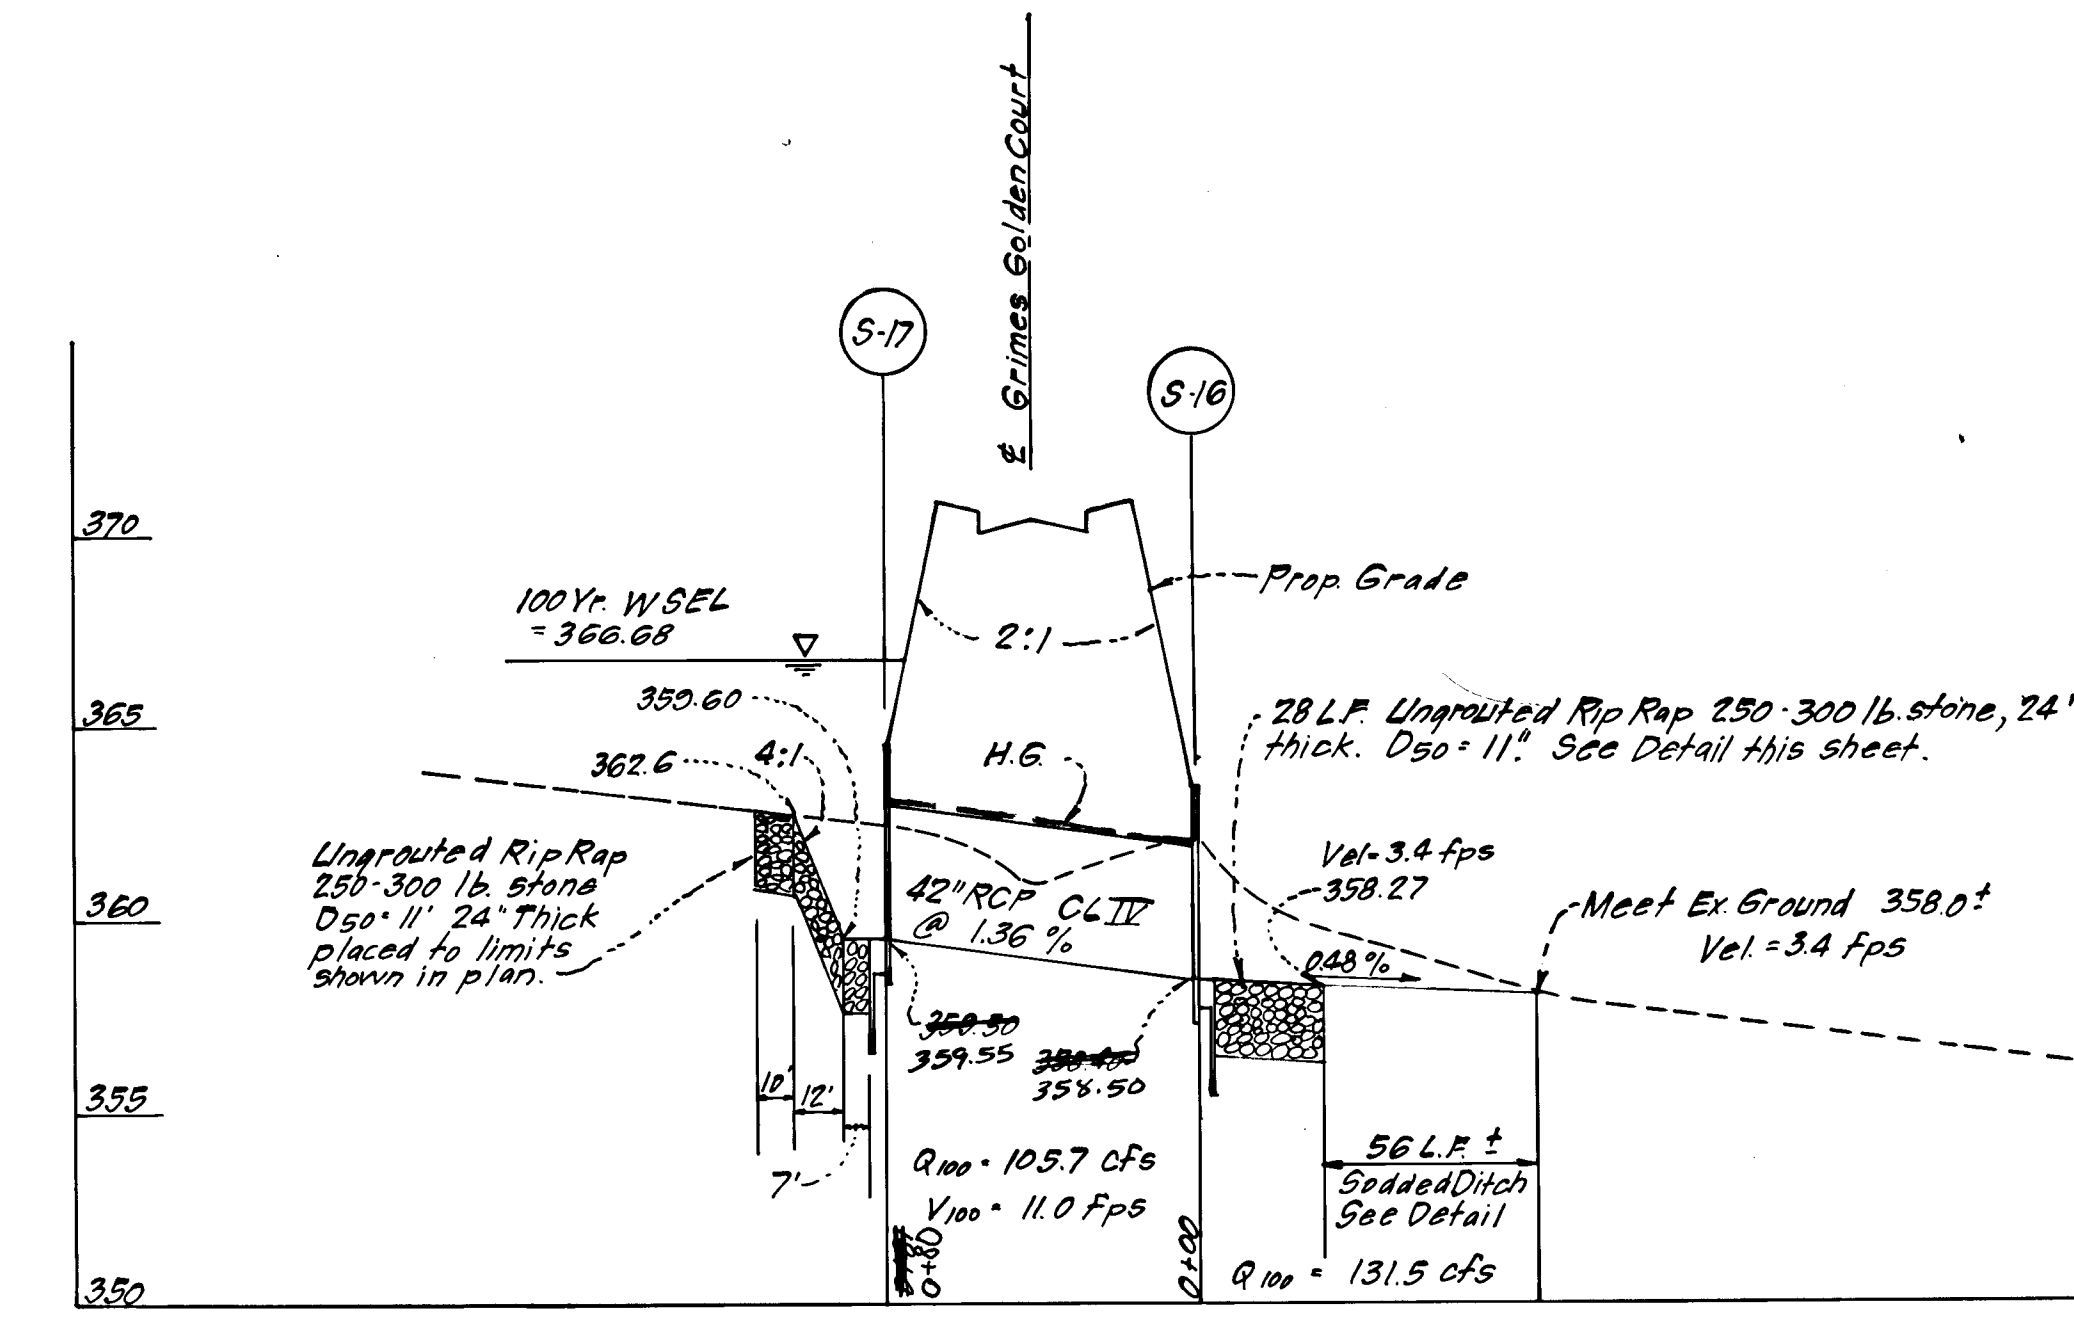 ℄ Grimes Golden Court
S-17
S-16
370
365
360
355
350
100 Yr. WSEL
= 366.68
Prop. Grade
2:1
359.60
4:1
362.6
H.G.
28 L.F. Ungrouted Rip Rap 250-300 lb. stone, 24"
thick. D50 = 11". See Detail this sheet.
Ungrouted Rip Rap
250-300 lb. stone
D50 = 11' 24" Thick
placed to limits
shown in plan.
42" RCP CL IV
@ 1.36 %
Vel = 3.4 fps
358.27
Meet Ex. Ground 358.0±
Vel. = 3.4 fps
0.48 %
359.55
358.50
10'
12'
7'
Q100 = 105.7 cfs
V100 = 11.0 fps
0+80
0+00
56 L.F. ±
Sodded Ditch
See Detail
Q100 = 131.5 cfs